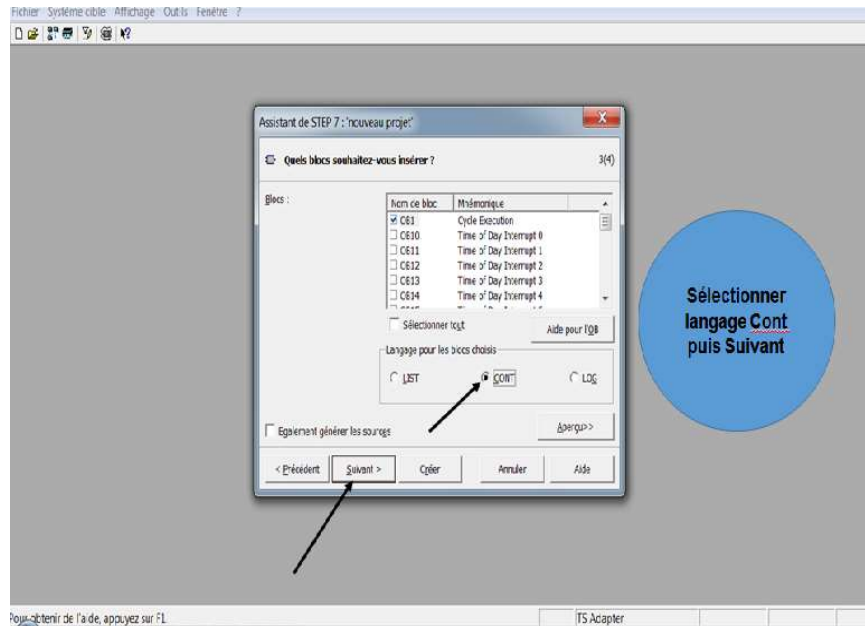 Fichier Système cible Affichage Outils Fenêtre ?
Assistant de STEP 7 : 'nouveau projet'
Quels blocs souhaitez-vous insérer ? 3(4)
Blocs :
Nom de bloc Mnémonique
OB1 Cycle Execution
OB10 Time of Day Interrupt 0
OB11 Time of Day Interrupt 1
OB12 Time of Day Interrupt 2
OB13 Time of Day Interrupt 3
OB14 Time of Day Interrupt 4
Sélectionner tout
Aide pour l'OB
Langage pour les blocs choisis
LIST CONT LOG
Egalement générer les sources
Aperçu>>
< Précédent Suivant > Créer Annuler Aide
Sélectionner
langage Cont
puis Suivant
Pour obtenir de l'aide, appuyez sur F1.
TS Adapter